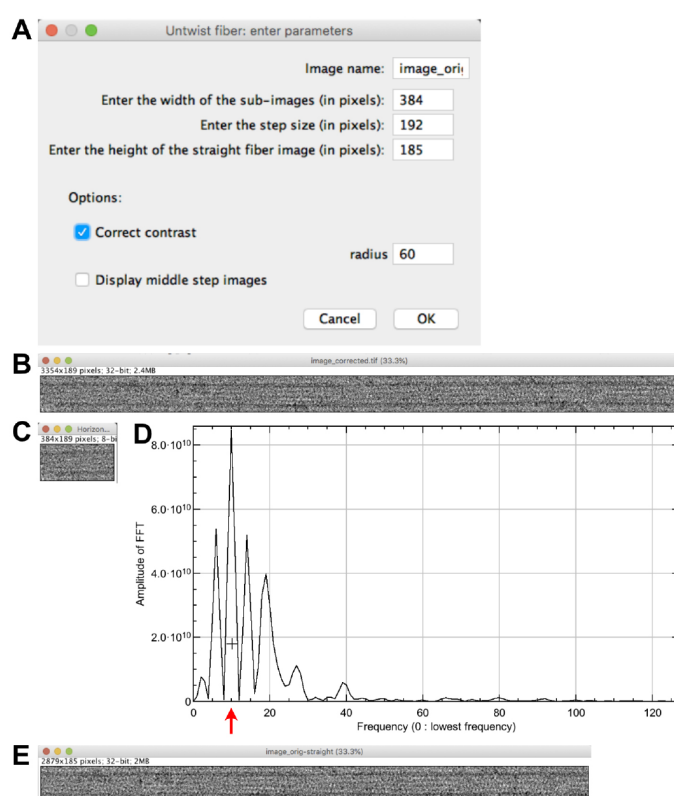 A
Untwist fiber: enter parameters
Image name: image_orig
Enter the width of the sub-images (in pixels): 384
Enter the step size (in pixels): 192
Enter the height of the straight fiber image (in pixels): 185
Options:
Correct contrast
radius 60
Display middle step images
Cancel OK
B
image_corrected.tif (33.3%)
3354x189 pixels; 32-bit; 2.4MB
C
Horizon...
384x189 pixels; 8-bi
D
8.0·10¹⁰
6.0·10¹⁰
4.0·10¹⁰
2.0·10¹⁰
0
Amplitude of FFT
0 20 40 60 80 100 120
Frequency (0 : lowest frequency)
E
image_orig-straight (33.3%)
2879x185 pixels; 32-bit; 2MB